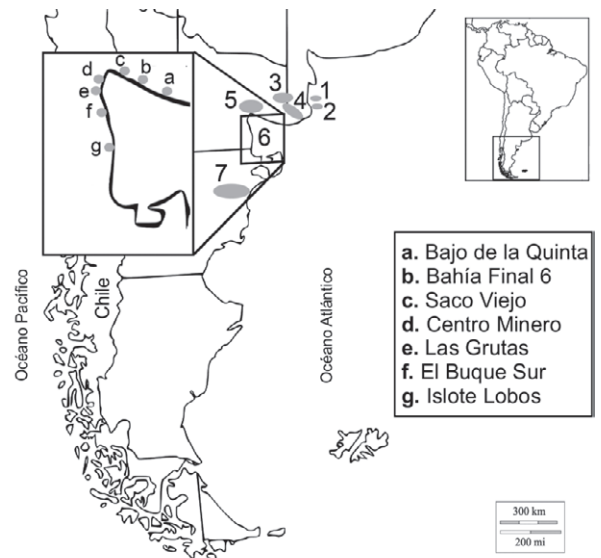 c
d
b
a
e
f
g
3
1
4
2
5
6
7
Océano Pacífico
Chile
Océano Atlántico
a. Bajo de la Quinta
b. Bahía Final 6
c. Saco Viejo
d. Centro Minero
e. Las Grutas
f. El Buque Sur
g. Islote Lobos
300 km
200 mi